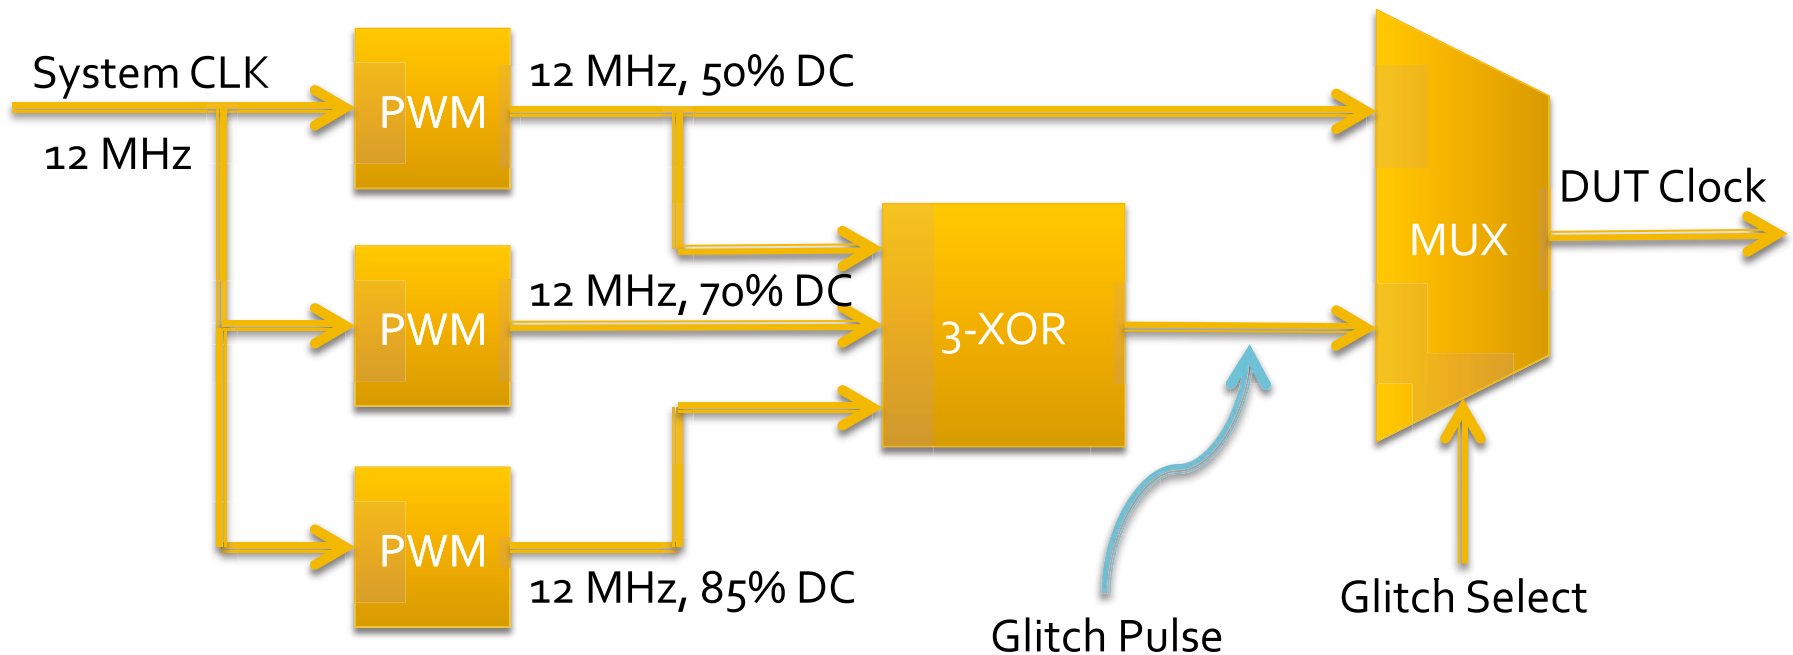 System CLK
12 MHz
PWM
12 MHz, 50% DC
PWM
12 MHz, 70% DC
PWM
12 MHz, 85% DC
3-XOR
MUX
DUT Clock
Glitch Pulse
Glitch Select